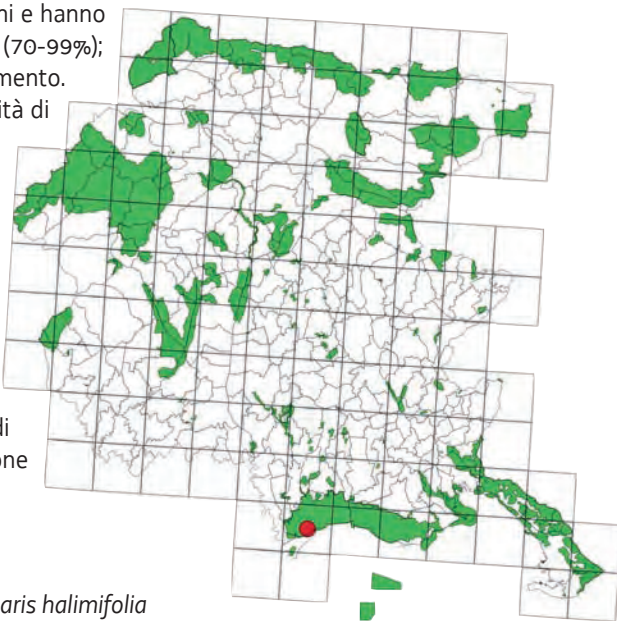 ni e hanno
(70-99%);
mento.
ità di
di
one
aris halimifolia